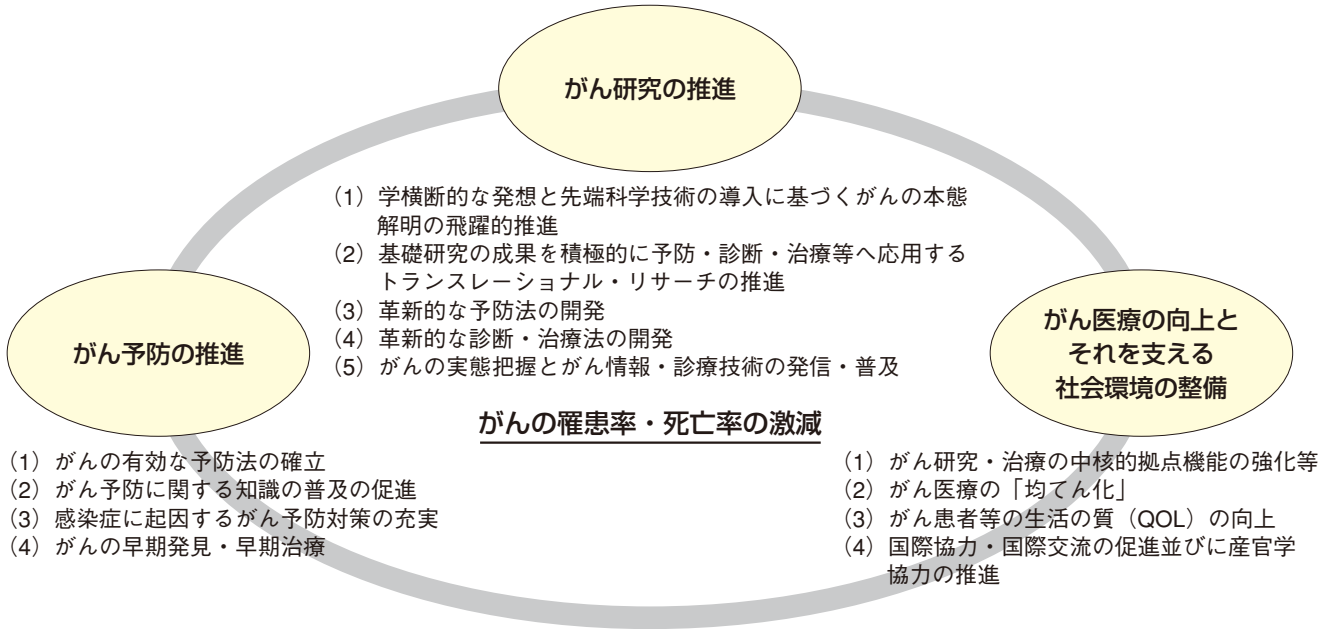 がん研究の推進
(1) 学横断的な発想と先端科学技術の導入に基づくがんの本態
解明の飛躍的推進
(2) 基礎研究の成果を積極的に予防・診断・治療等へ応用する
トランスレーショナル・リサーチの推進
(3) 革新的な予防法の開発
(4) 革新的な診断・治療法の開発
(5) がんの実態把握とがん情報・診療技術の発信・普及
がん予防の推進
(1) がんの有効な予防法の確立
(2) がん予防に関する知識の普及の促進
(3) 感染症に起因するがん予防対策の充実
(4) がんの早期発見・早期治療
がん医療の向上と
それを支える
社会環境の整備
(1) がん研究・治療の中核的拠点機能の強化等
(2) がん医療の「均てん化」
(3) がん患者等の生活の質(QOL)の向上
(4) 国際協力・国際交流の促進並びに産官学
協力の推進
がんの罹患率・死亡率の激減